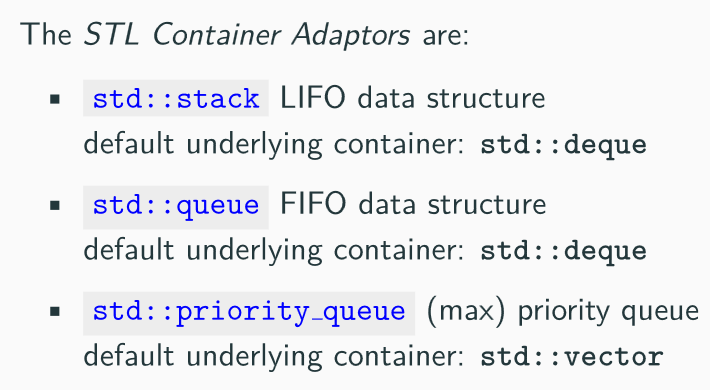 The STL Container Adaptors are:
▪ std::stack LIFO data structure
default underlying container: std::deque
▪ std::queue FIFO data structure
default underlying container: std::deque
▪ std::priority_queue (max) priority queue
default underlying container: std::vector